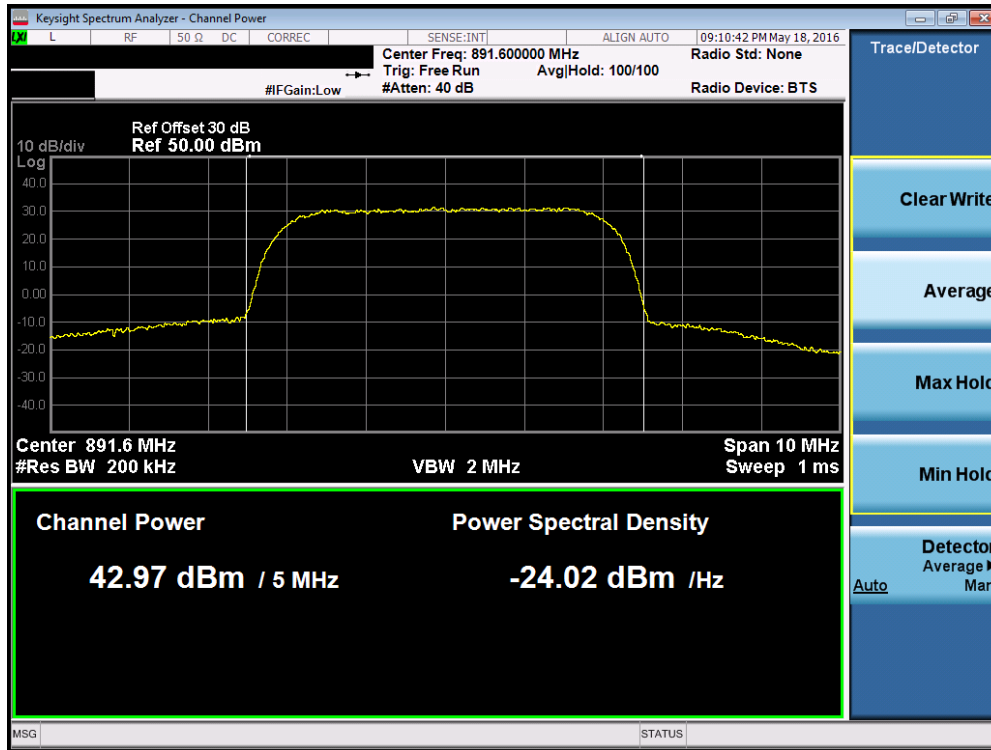 Keysight Spectrum Analyzer - Channel Power
LXI L RF 50 Ω DC CORREC SENSE:INT ALIGN AUTO 09:10:42 PM May 18, 2016
Center Freq: 891.600000 MHz Radio Std: None
Trig: Free Run Avg|Hold: 100/100
#IFGain:Low #Atten: 40 dB Radio Device: BTS
Trace/Detector
Ref Offset 30 dB
10 dB/div Ref 50.00 dBm
Log
40.0
30.0
20.0
10.0
0.00
-10.0
-20.0
-30.0
-40.0
Center 891.6 MHz Span 10 MHz
#Res BW 200 kHz VBW 2 MHz Sweep 1 ms
Channel Power Power Spectral Density
42.97 dBm / 5 MHz -24.02 dBm /Hz
Clear Write
Average
Max Hold
Min Hold
Detector
Average
Auto Man
MSG STATUS